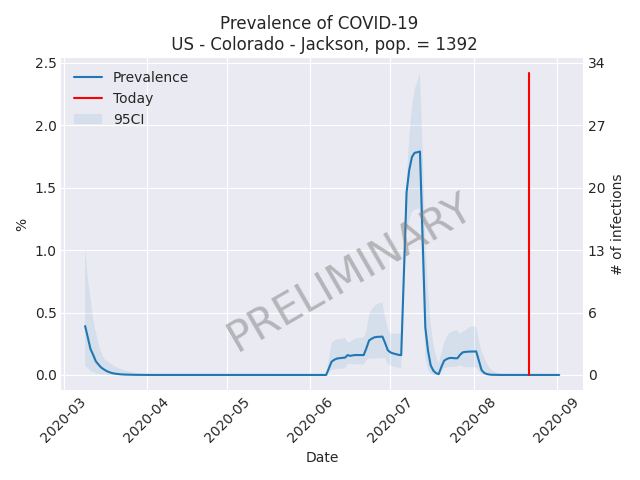 Prevalence of COVID-19
US - Colorado - Jackson, pop. = 1392
Prevalence
Today
95CI
PRELIMINARY
%
2.5
2.0
1.5
1.0
0.5
0.0
34
27
20
13
6
0
# of infections
2020-03
2020-04
2020-05
2020-06
2020-07
2020-08
2020-09
Date